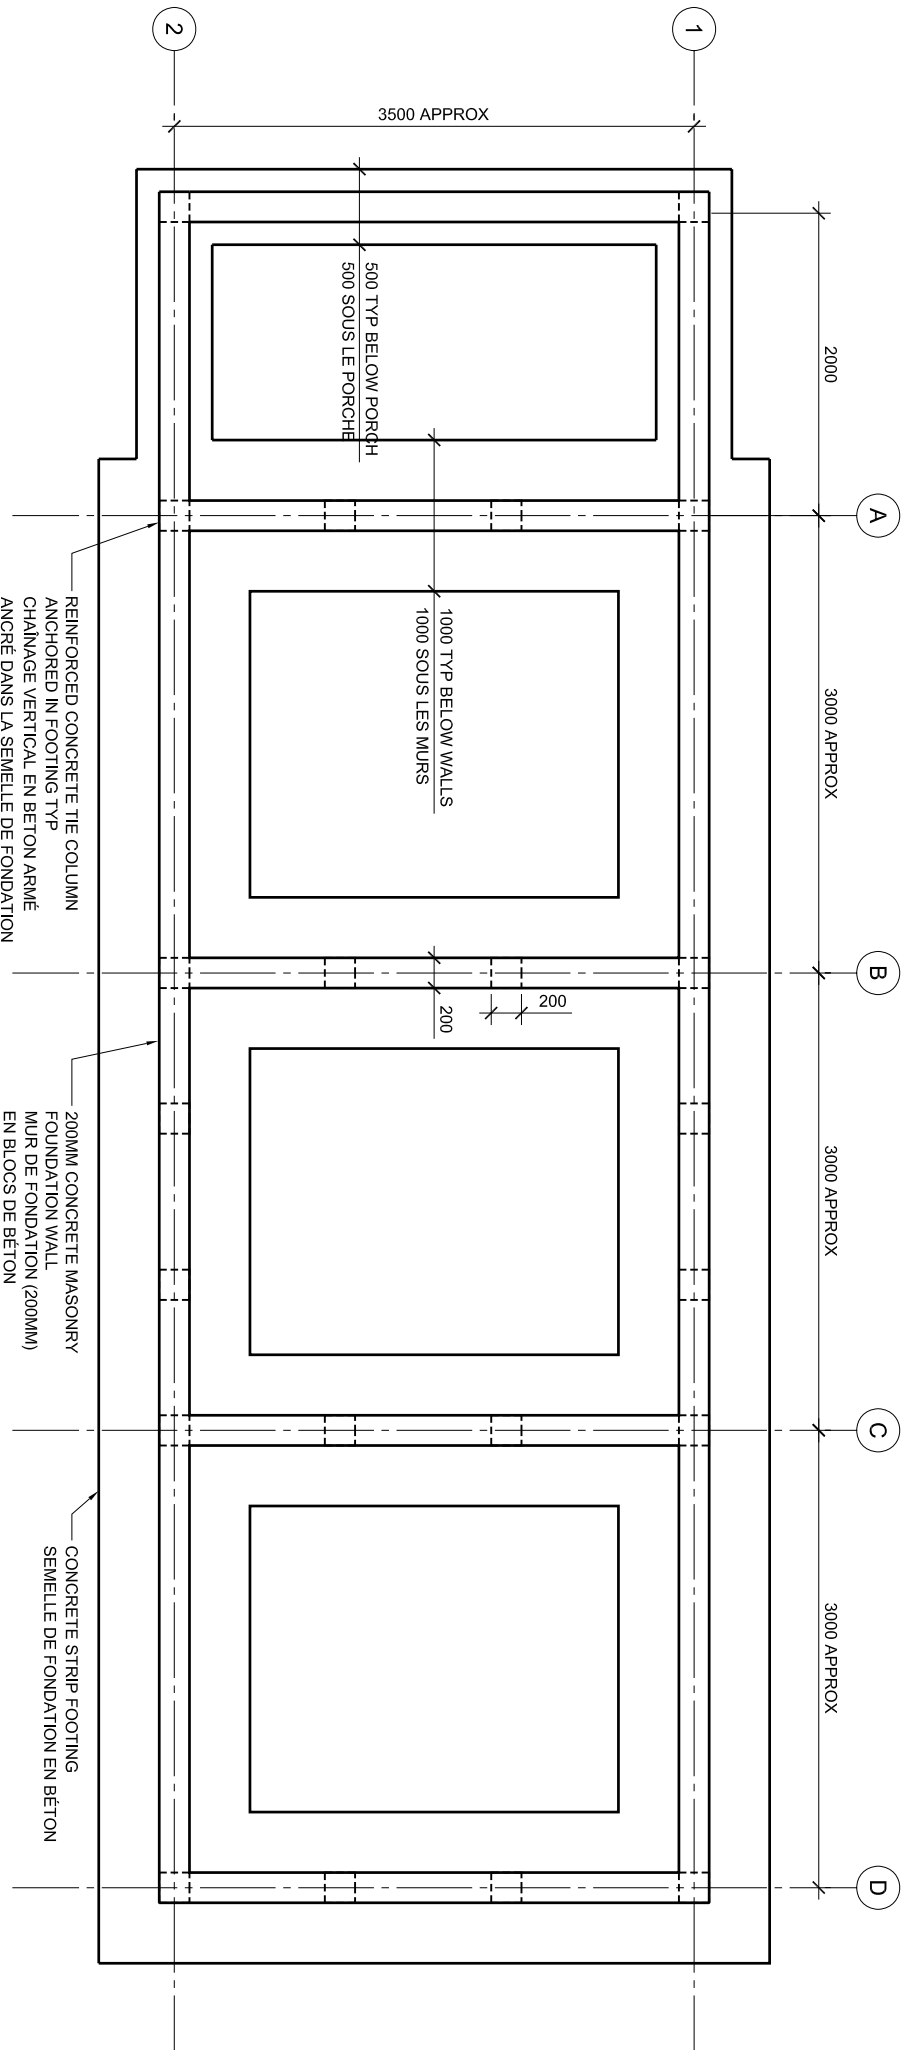 1
2
3500 APPROX
2000
A
3000 APPROX
B
3000 APPROX
C
3000 APPROX
D
500 TYP BELOW PORCH
500 SOUS LE PORCHE
1000 TYP BELOW WALLS
1000 SOUS LES MURS
200
200
REINFORCED CONCRETE TIE COLUMN
ANCHORED IN FOOTING TYP
CHAÎNAGE VERTICAL EN BETON ARMÉ
ANCRÉ DANS LA SEMELLE DE FONDATION
200MM CONCRETE MASONRY
FOUNDATION WALL
MUR DE FONDATION (200MM)
EN BLOCS DE BÉTON
CONCRETE STRIP FOOTING
SEMELLE DE FONDATION EN BÉTON